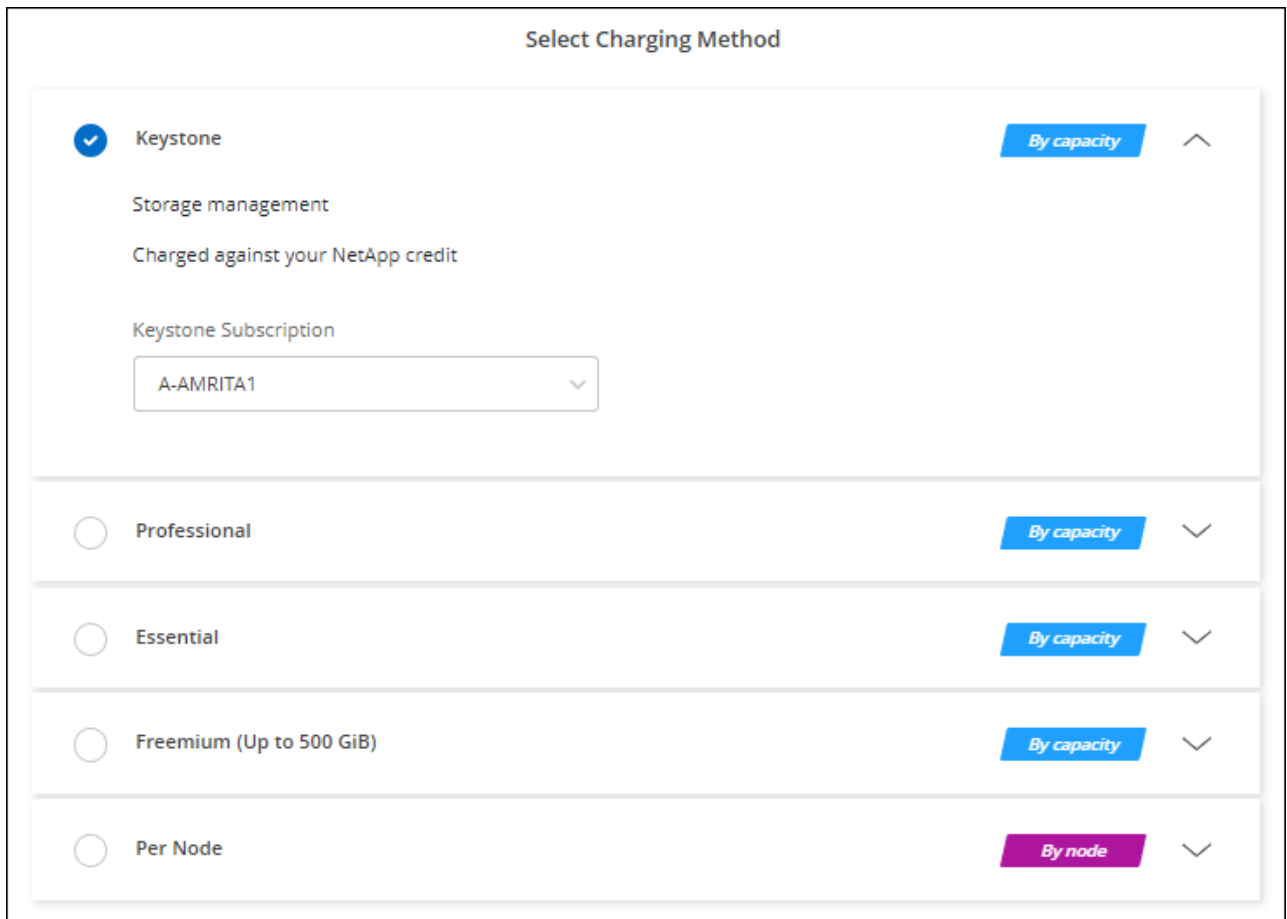 Select Charging Method
Keystone
By capacity
Storage management
Charged against your NetApp credit
Keystone Subscription
A-AMRITA1
Professional
By capacity
Essential
By capacity
Freemium (Up to 500 GiB)
By capacity
Per Node
By node